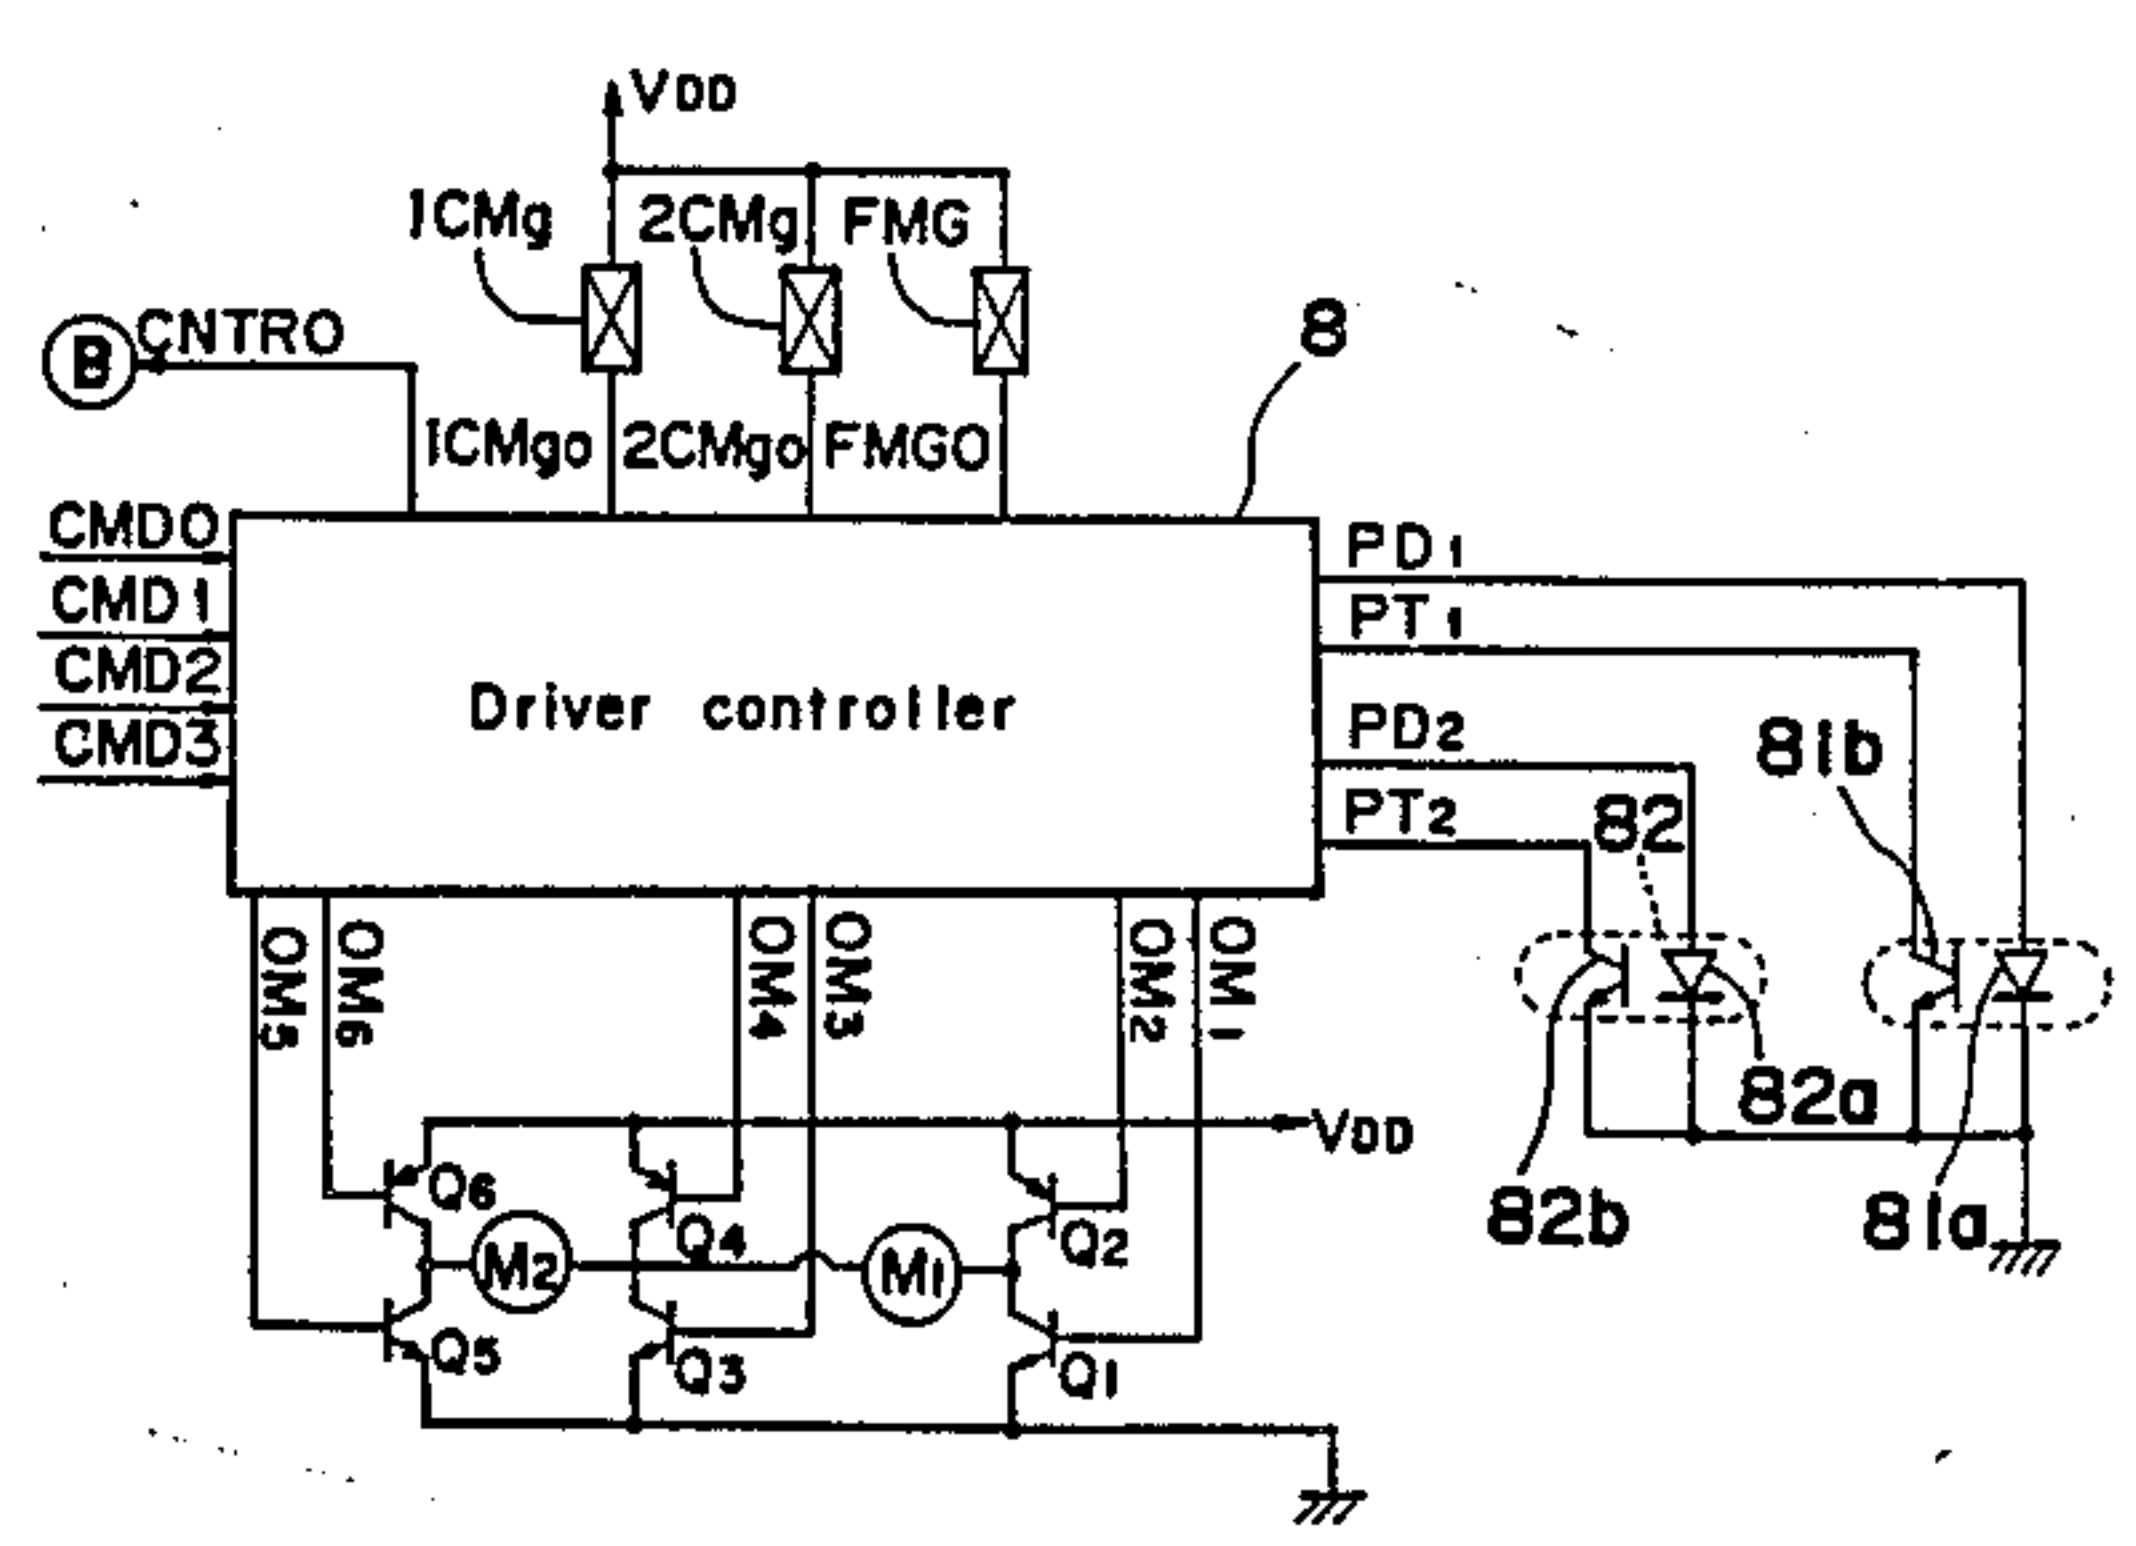 VDD
1CMg 2CMg FMG
B CNTRO
8
1CMgo 2CMgo FMGO
CMD0
CMD1
CMD2
CMD3
Driver controller
PD1
PT1
PD2
PT2
81b
82
OM5
OM6
OM4
OM3
OM2
OM1
82a
82b
81a
VDD
Q6
Q4
Q2
M2
M1
Q5
Q3
Q1